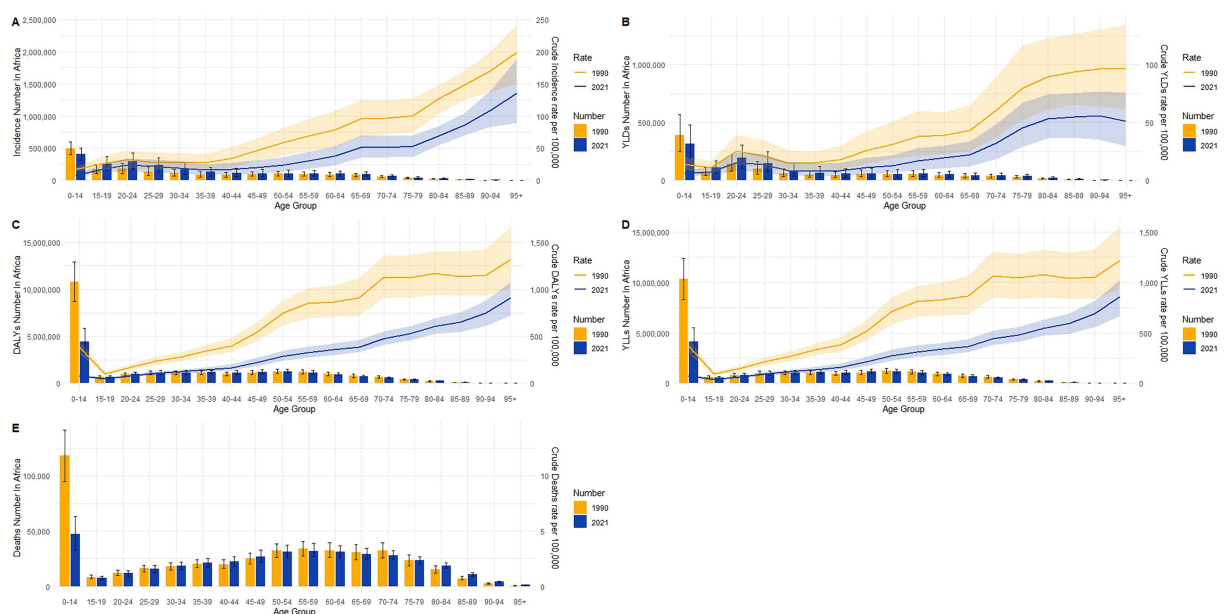 A
Incidence Number In Africa
2,500,000
2,000,000
1,500,000
1,000,000
500,000
0
250
200
150
100
50
0
Crude Incidence rate per 100,000
0-14 15-19 20-24 25-29 30-34 35-39 40-44 45-49 50-54 55-59 60-64 65-69 70-74 75-79 80-84 85-89 90-94 95+
Age Group
Rate
1990
2021
Number
1990
2021
B
YLDs Number In Africa
1,000,000
500,000
0
100
50
0
Crude YLDs rate per 100,000
0-14 15-19 20-24 25-29 30-34 35-39 40-44 45-49 50-54 55-59 60-64 65-69 70-74 75-79 80-84 85-89 90-94 95+
Age Group
Rate
1990
2021
Number
1990
2021
C
DALYs Number In Africa
15,000,000
10,000,000
5,000,000
0
1,500
1,000
500
0
Crude DALYs rate per 100,000
0-14 15-19 20-24 25-29 30-34 35-39 40-44 45-49 50-54 55-59 60-64 65-69 70-74 75-79 80-84 85-89 90-94 95+
Age Group
Rate
1990
2021
Number
1990
2021
D
YLLs Number In Africa
15,000,000
10,000,000
5,000,000
0
1,500
1,000
500
0
Crude YLLs rate per 100,000
0-14 15-19 20-24 25-29 30-34 35-39 40-44 45-49 50-54 55-59 60-64 65-69 70-74 75-79 80-84 85-89 90-94 95+
Age Group
Rate
1990
2021
Number
1990
2021
E
Deaths Number In Africa
100,000
50,000
0
10
5
0
Crude Deaths rate per 100,000
0-14 15-19 20-24 25-29 30-34 35-39 40-44 45-49 50-54 55-59 60-64 65-69 70-74 75-79 80-84 85-89 90-94 95+
Age Group
Number
1990
2021